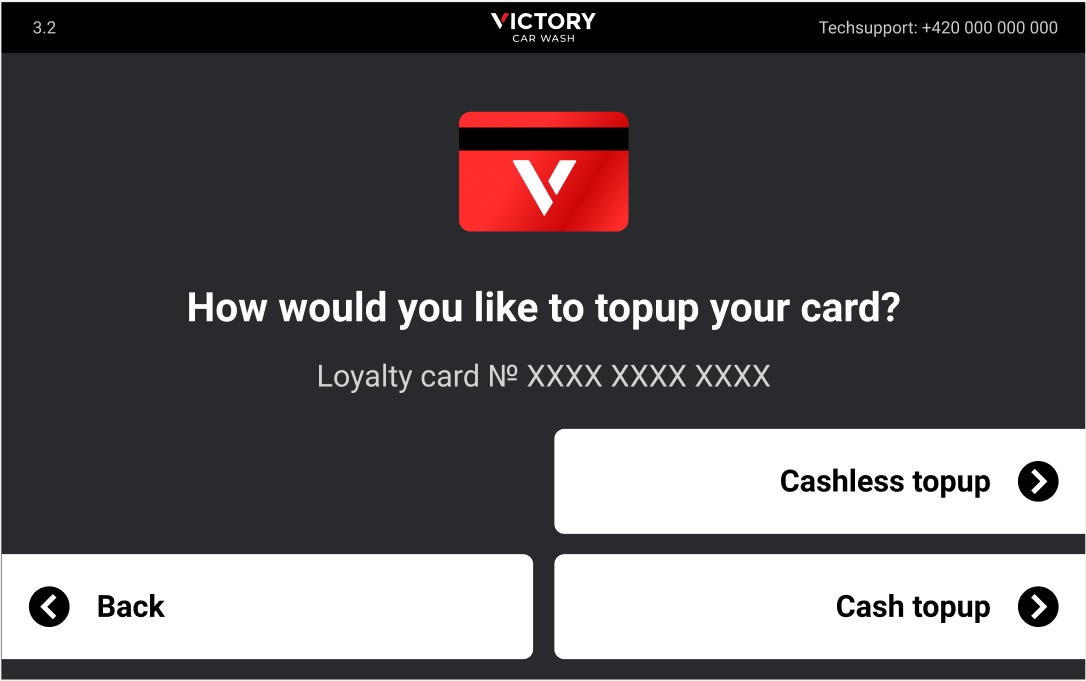 3.2
VICTORY
CAR WASH
Techsupport: +420 000 000 000
How would you like to topup your card?
Loyalty card № XXXX XXXX XXXX
Cashless topup
Back
Cash topup